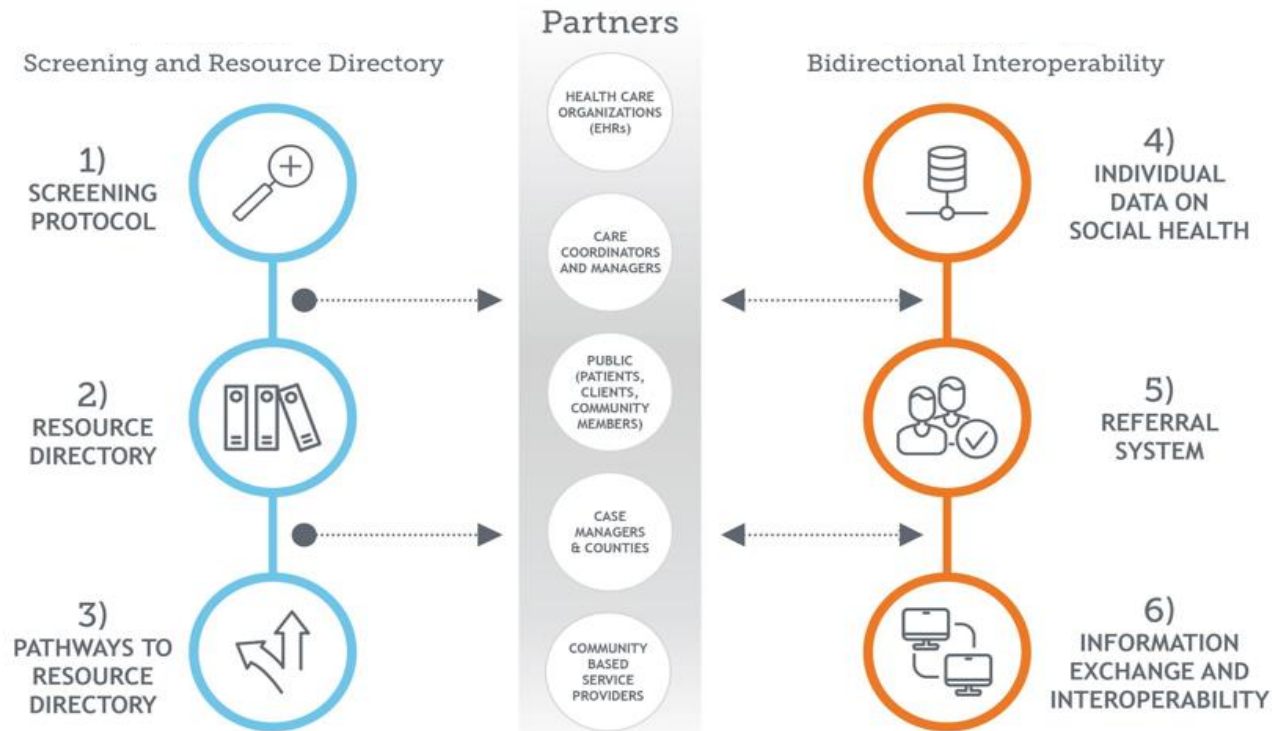 Partners
Screening and Resource Directory
Bidirectional Interoperability
1)
SCREENING
PROTOCOL
2)
RESOURCE
DIRECTORY
3)
PATHWAYS TO
RESOURCE
DIRECTORY
HEALTH CARE
ORGANIZATIONS
(EHRs)
CARE
COORDINATORS
AND MANAGERS
PUBLIC
(PATIENTS,
CLIENTS,
COMMUNITY
MEMBERS)
CASE
MANAGERS
& COUNTIES
COMMUNITY
BASED
SERVICE
PROVIDERS
4)
INDIVIDUAL
DATA ON
SOCIAL HEALTH
5)
REFERRAL
SYSTEM
6)
INFORMATION
EXCHANGE AND
INTEROPERABILITY